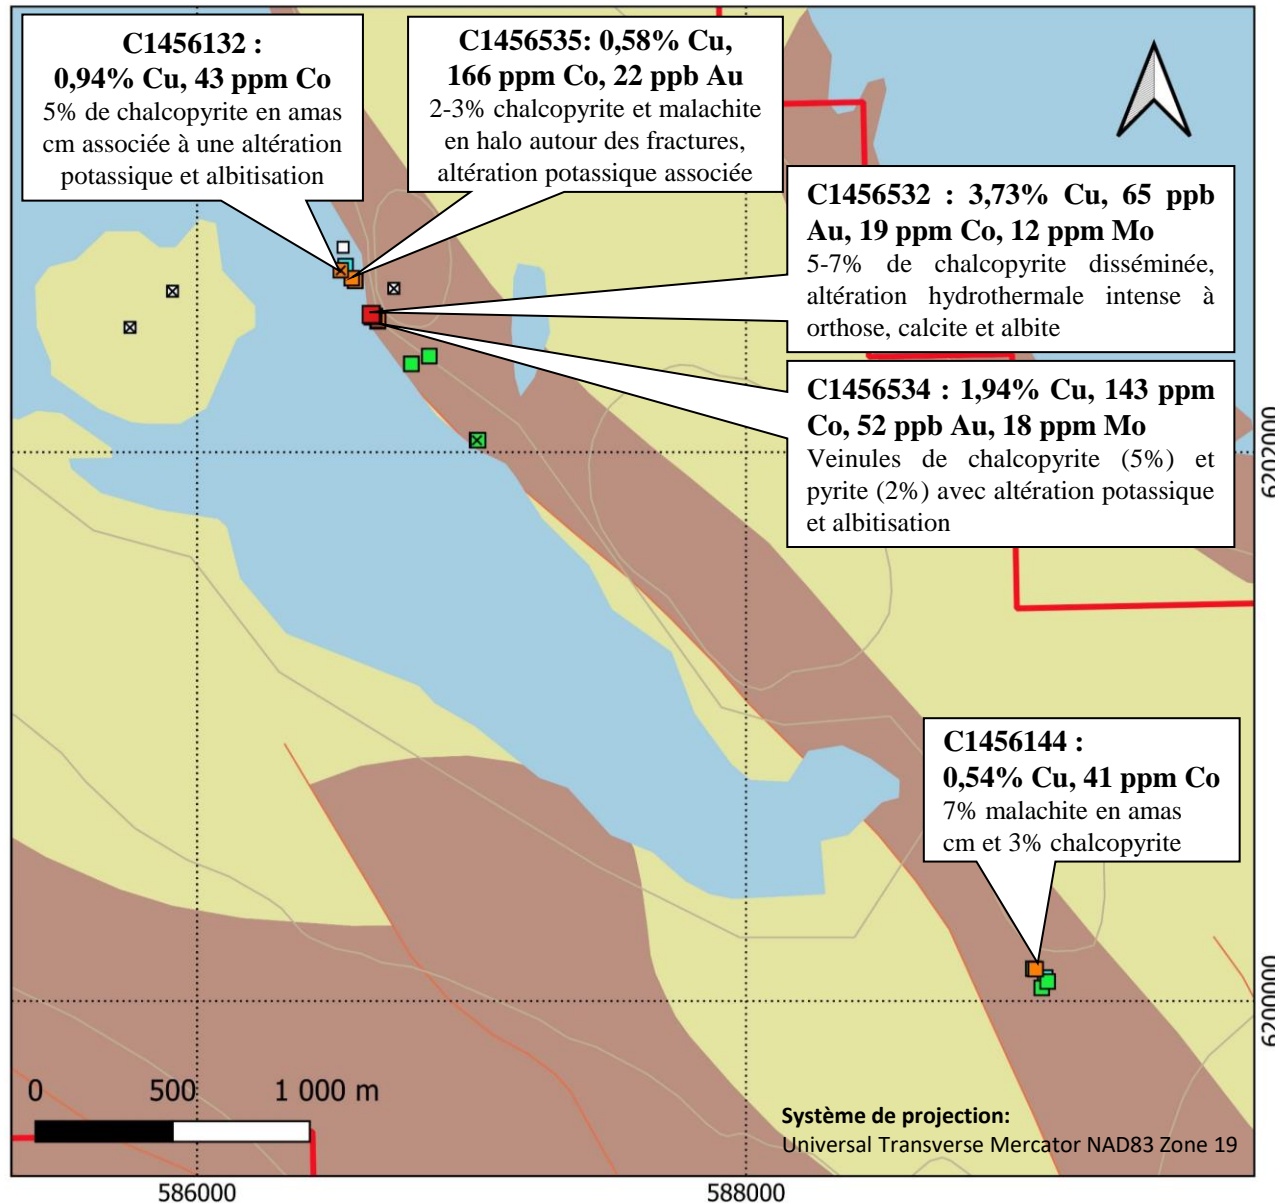 C1456132 :
0,94% Cu, 43 ppm Co
5% de chalcopyrite en amas
cm associée à une altération
potassique et albitisation
C1456535: 0,58% Cu,
166 ppm Co, 22 ppb Au
2-3% chalcopyrite et malachite
en halo autour des fractures,
altération potassique associée
C1456532 : 3,73% Cu, 65 ppb
Au, 19 ppm Co, 12 ppm Mo
5-7% de chalcopyrite disséminée,
altération hydrothermale intense à
orthose, calcite et albite
C1456534 : 1,94% Cu, 143 ppm
Co, 52 ppb Au, 18 ppm Mo
Veinules de chalcopyrite (5%) et
pyrite (2%) avec altération potassique
et albitisation
6202000
C1456144 :
0,54% Cu, 41 ppm Co
7% malachite en amas
cm et 3% chalcopyrite
6200000
0 500 1 000 m
Système de projection:
Universal Transverse Mercator NAD83 Zone 19
586000 588000